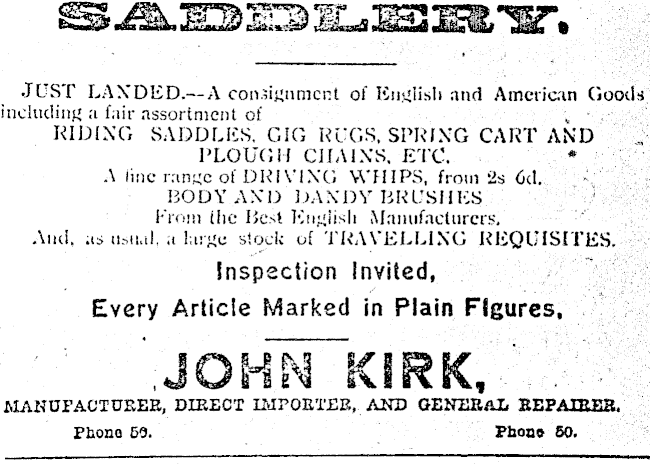 SADDLERY.
JUST LANDED.--A consignment of English and American Goods
including a fair assortment of
RIDING SADDLES, GIG RUGS, SPRING CART AND
PLOUGH CHAINS, ETC.
A fine range of DRIVING WHIPS, from 2s 6d.
BODY AND DANDY BRUSHES
From the Best English Manufacturers.
And, as usual, a large stock of TRAVELLING REQUISITES.
Inspection Invited,
Every Article Marked in Plain Figures,
JOHN KIRK,
MANUFACTURER, DIRECT IMPORTER, AND GENERAL REPAIRER.
Phone 50. Phone 50.